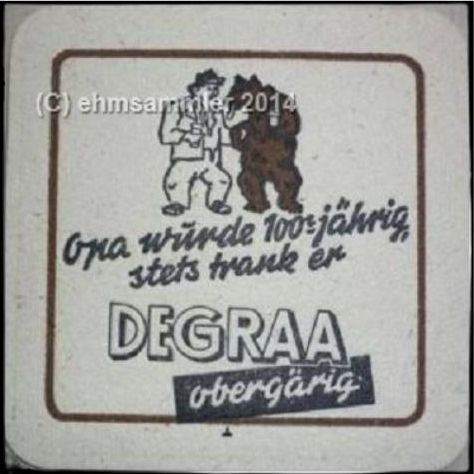 (C) ehmsammler 2014
Opa wurde 100=jährig,
stets trank er
DEGRAA
obergärig